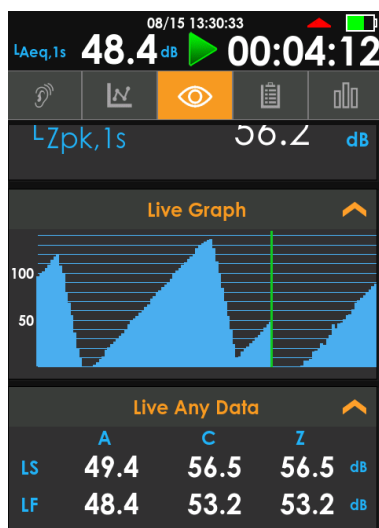 08/15 13:30:33
LAeq,1s 48.4 dB 00:04:12
LZpk,1s 56.2 dB
Live Graph
100
50
Live Any Data
A C Z
LS 49.4 56.5 56.5 dB
LF 48.4 53.2 53.2 dB